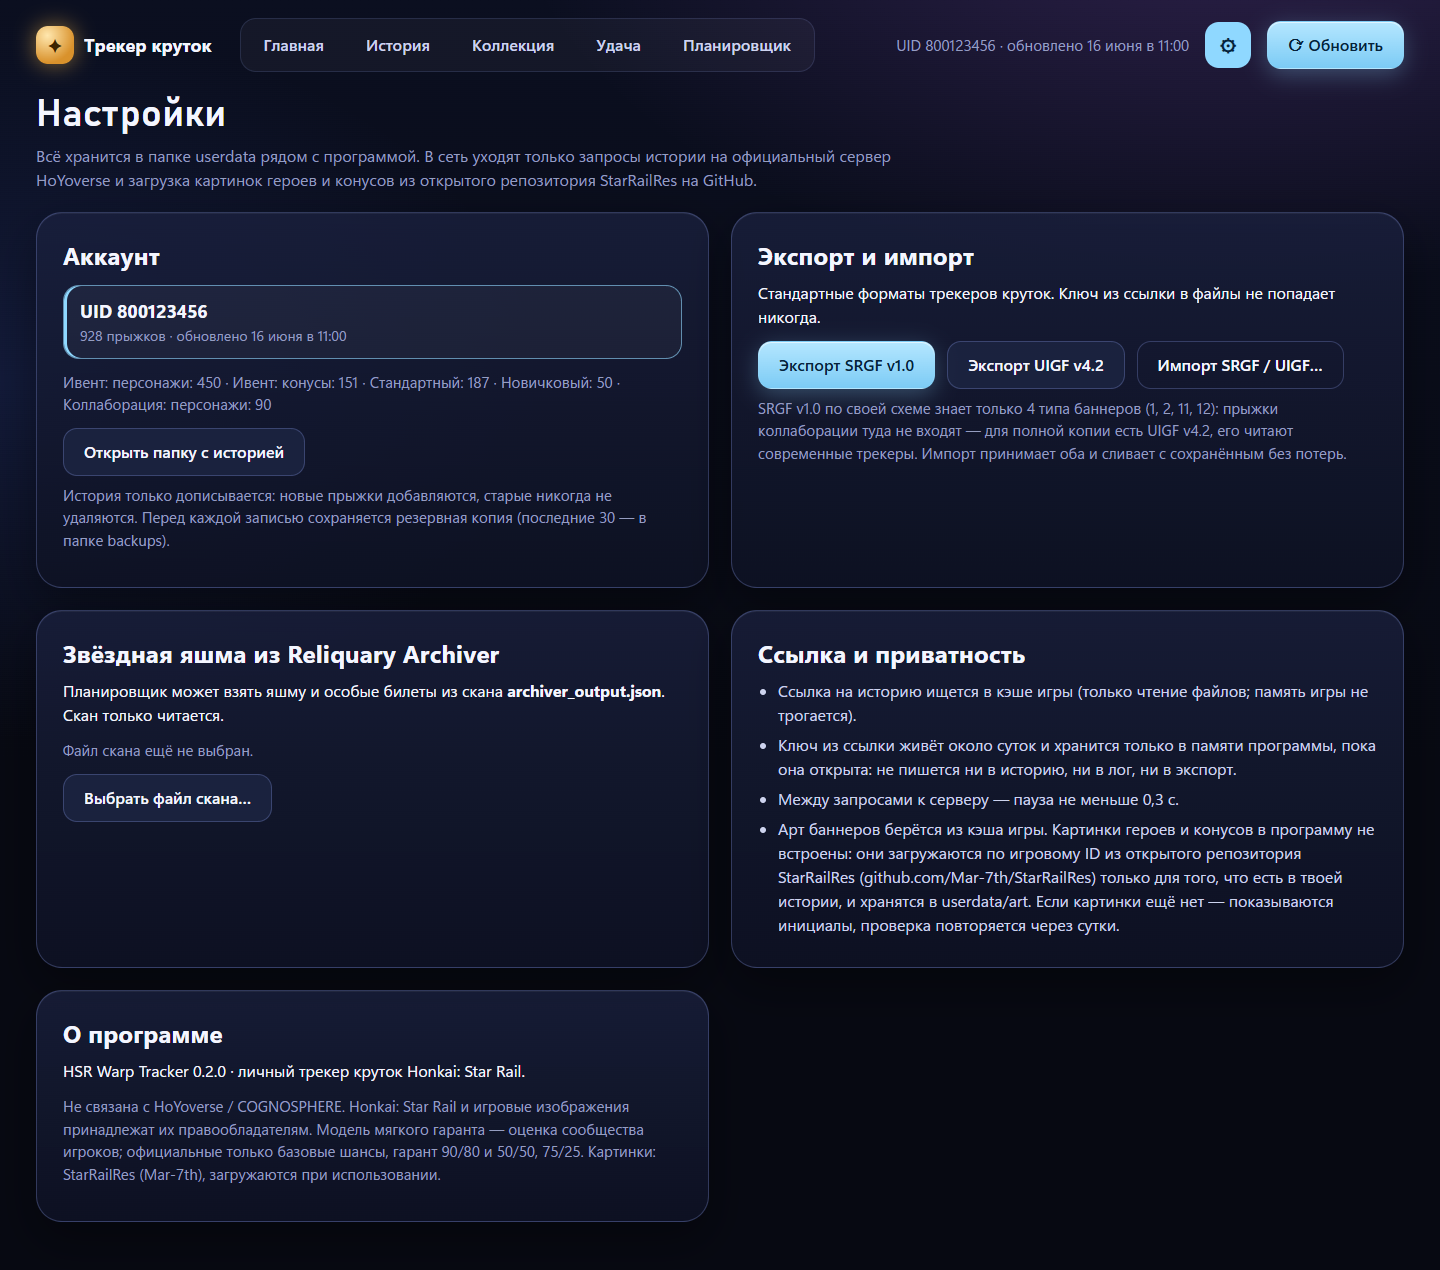 Трекер круток
Главная
История
Коллекция
Удача
Планировщик
UID 800123456 · обновлено 16 июня в 11:00
Обновить
Настройки
Всё хранится в папке userdata рядом с программой. В сеть уходят только запросы истории на официальный сервер
HoYoverse и загрузка картинок героев и конусов из открытого репозитория StarRailRes на GitHub.
Аккаунт
UID 800123456
928 прыжков · обновлено 16 июня в 11:00
Ивент: персонажи: 450 · Ивент: конусы: 151 · Стандартный: 187 · Новичковый: 50 ·
Коллаборация: персонажи: 90
Открыть папку с историей
История только дописывается: новые прыжки добавляются, старые никогда не
удаляются. Перед каждой записью сохраняется резервная копия (последние 30 — в
папке backups).
Экспорт и импорт
Стандартные форматы трекеров круток. Ключ из ссылки в файлы не попадает
никогда.
Экспорт SRGF v1.0
Экспорт UIGF v4.2
Импорт SRGF / UIGF...
SRGF v1.0 по своей схеме знает только 4 типа баннеров (1, 2, 11, 12): прыжки
коллаборации туда не входят — для полной копии есть UIGF v4.2, его читают
современные трекеры. Импорт принимает оба и сливает с сохранённым без потерь.
Звёздная яшма из Reliquary Archiver
Планировщик может взять яшму и особые билеты из скана archiver_output.json.
Скан только читается.
Файл скана ещё не выбран.
Выбрать файл скана...
Ссылка и приватность
• Ссылка на историю ищется в кэше игры (только чтение файлов; память игры не
трогается).
• Ключ из ссылки живёт около суток и хранится только в памяти программы, пока
она открыта: не пишется ни в историю, ни в лог, ни в экспорт.
• Между запросами к серверу — пауза не меньше 0,3 с.
• Арт баннеров берётся из кэша игры. Картинки героев и конусов в программу не
встроены: они загружаются по игровому ID из открытого репозитория
StarRailRes (github.com/Mar-7th/StarRailRes) только для того, что есть в твоей
истории, и хранятся в userdata/art. Если картинки ещё нет — показываются
инициалы, проверка повторяется через сутки.
О программе
HSR Warp Tracker 0.2.0 · личный трекер круток Honkai: Star Rail.
Не связана с HoYoverse / COGNOSPHERE. Honkai: Star Rail и игровые изображения
принадлежат их правообладателям. Модель мягкого гаранта — оценка сообщества
игроков; официальные только базовые шансы, гарант 90/80 и 50/50, 75/25. Картинки:
StarRailRes (Mar-7th), загружаются при использовании.